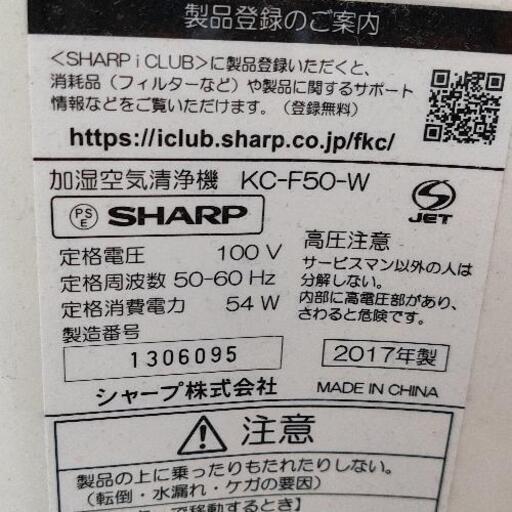 製品登録のご案内
<SHARP i CLUB>に製品登録いただくと、
消耗品（フィルターなど）や製品に関するサポート
情報などをご覧いただけます。（登録無料）
https://iclub.sharp.co.jp/fkc/
加湿空気清浄機 KC-F50-W
PSE SHARP
S JET
定格電圧 100 V
定格周波数 50-60 Hz
定格消費電力 54 W
製造番号
1306095
シャープ株式会社
高圧注意
サービスマン以外の人は
分解しない。
内部に高電圧部があり、
さわると危険です。
2017年製
MADE IN CHINA
注意
製品の上に乗ったりもたれたりしない。
（転倒・水漏れ・ケガの原因）
で移動するとき】